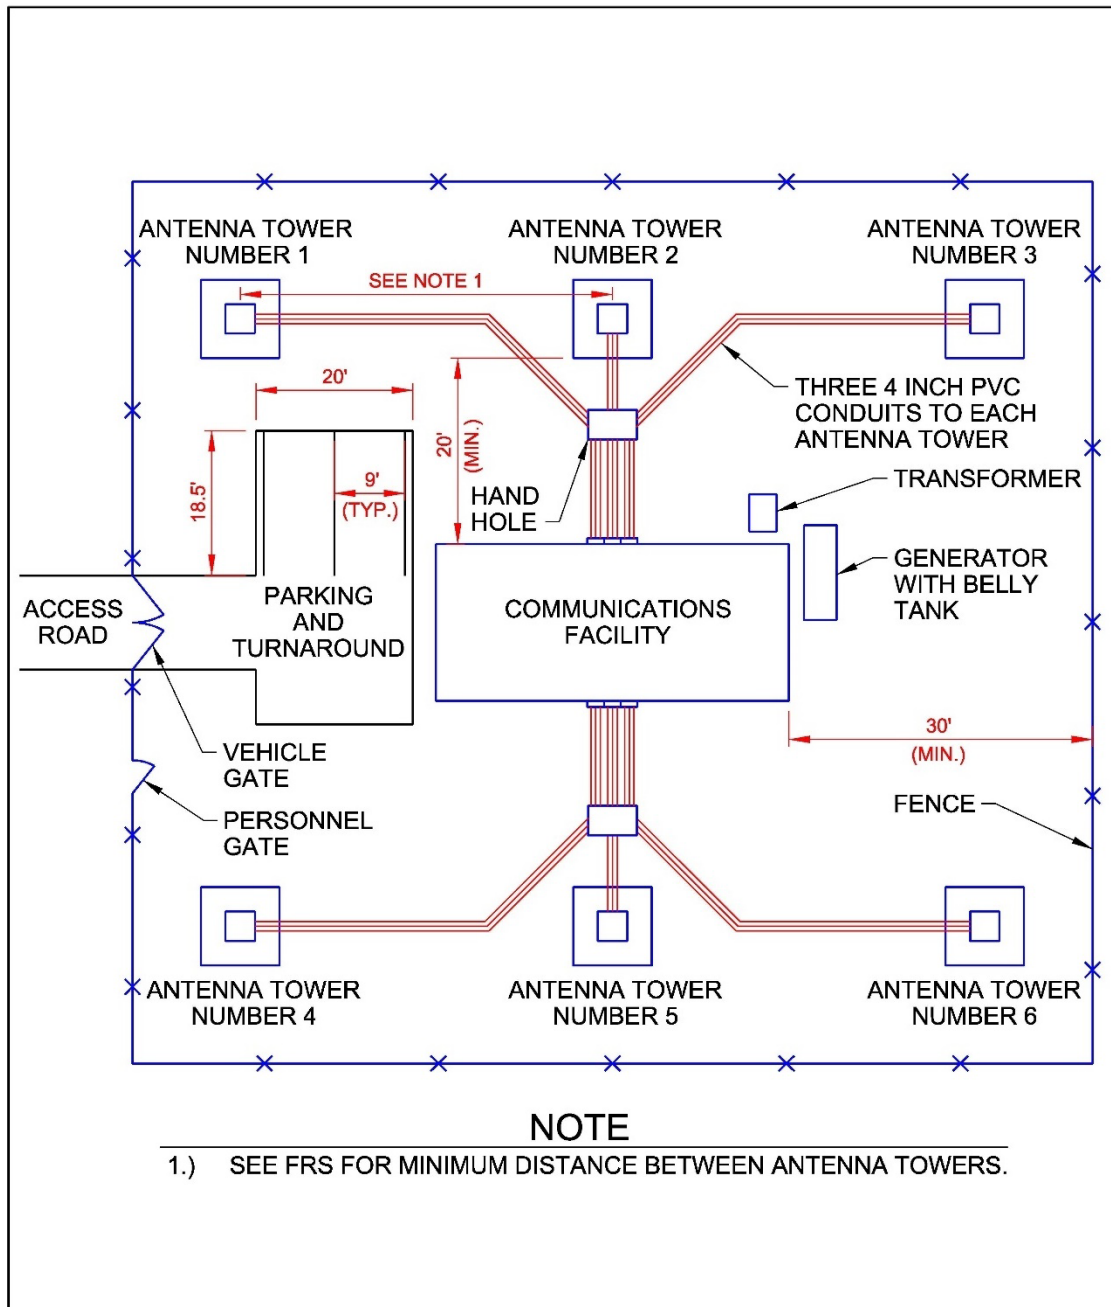 ANTENNA TOWER
NUMBER 1
ANTENNA TOWER
NUMBER 2
ANTENNA TOWER
NUMBER 3
SEE NOTE 1
20'
THREE 4 INCH PVC
CONDUITS TO EACH
ANTENNA TOWER
20'
(MIN.)
18.5'
9'
(TYP.)
HAND
HOLE
TRANSFORMER
GENERATOR
WITH BELLY
TANK
ACCESS
ROAD
PARKING
AND
TURNAROUND
COMMUNICATIONS
FACILITY
30'
(MIN.)
VEHICLE
GATE
PERSONNEL
GATE
FENCE
ANTENNA TOWER
NUMBER 4
ANTENNA TOWER
NUMBER 5
ANTENNA TOWER
NUMBER 6
NOTE
1.) SEE FRS FOR MINIMUM DISTANCE BETWEEN ANTENNA TOWERS.